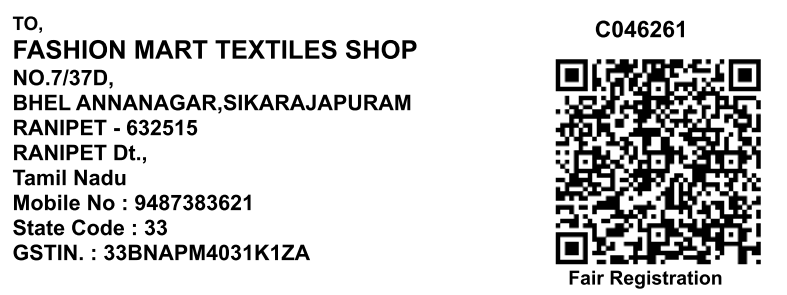 TO,
FASHION MART TEXTILES SHOP
NO.7/37D,
BHEL ANNANAGAR,SIKARAJAPURAM
RANIPET - 632515
RANIPET Dt.,
Tamil Nadu
Mobile No : 9487383621
State Code : 33
GSTIN. : 33BNAPM4031K1ZA
C046261
Fair Registration